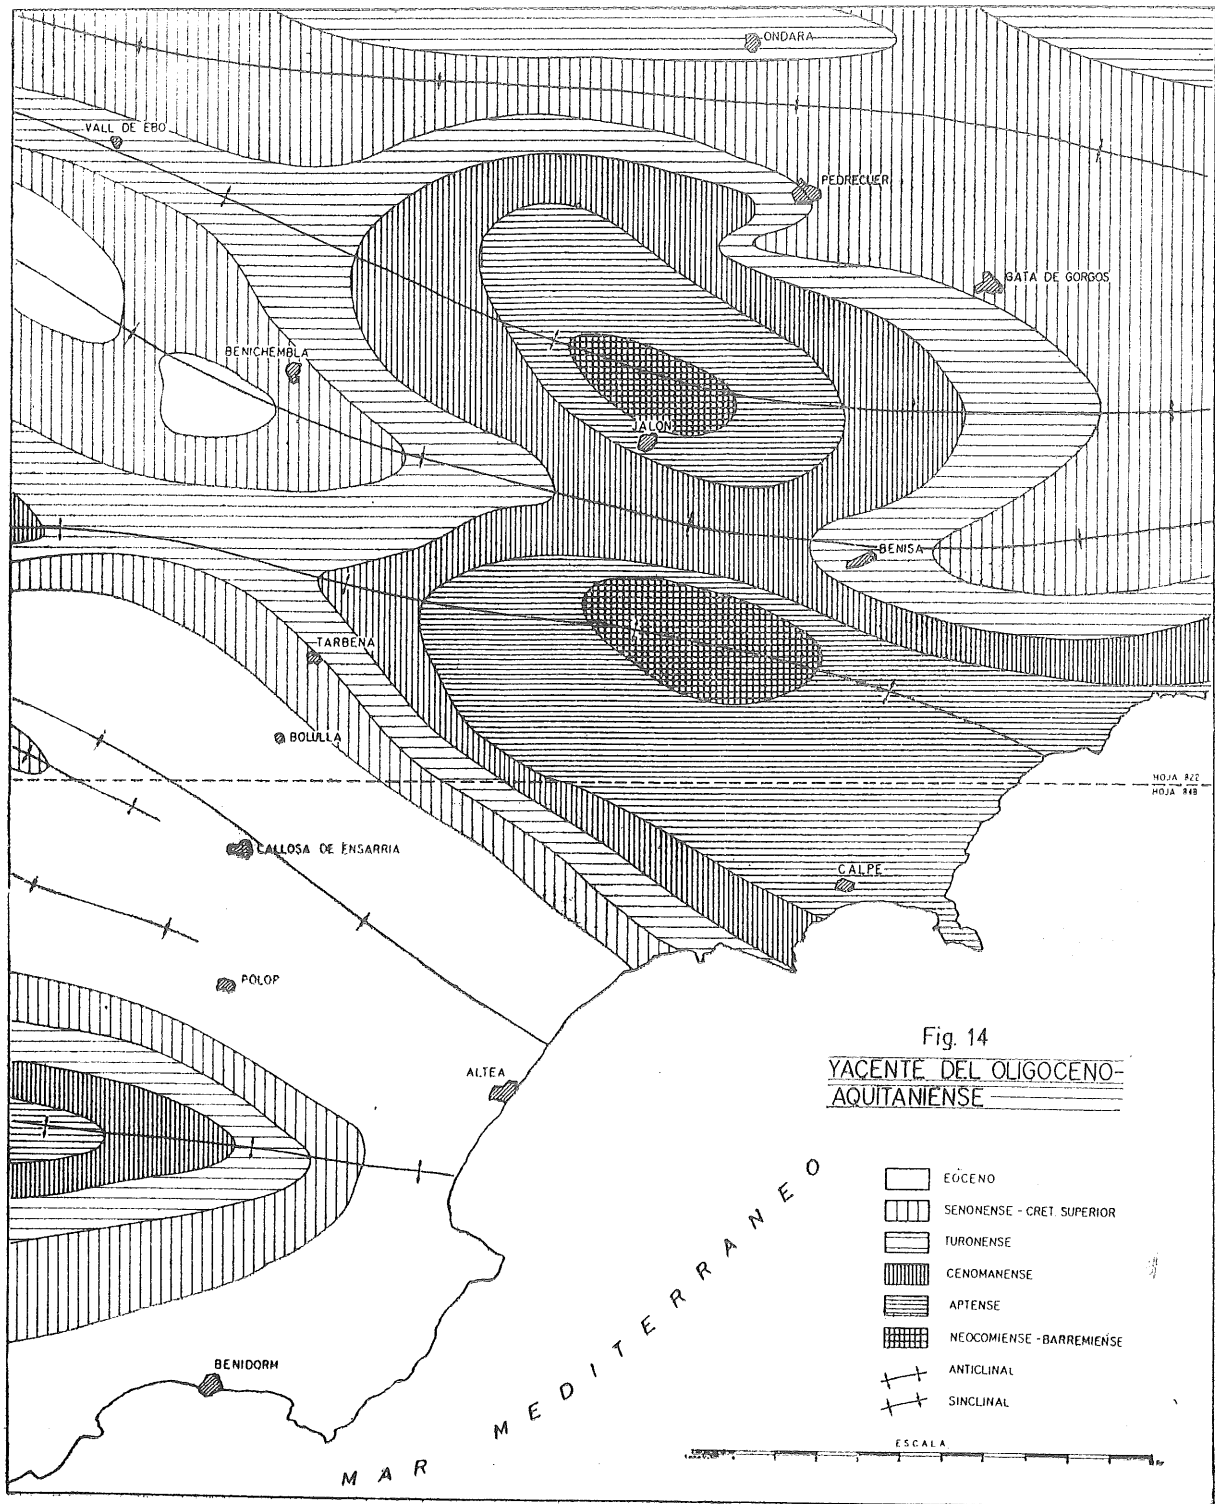 ONDARA
VALL DE EBO
PEDREGUER
GATA DE GORGOS
BENICHEMBLA
JALON
BENISA
TARBENA
BOLULLA
HOJA 822
HOJA 848
CALLOSA DE ENSARRIA
CALPE
POLOP
Fig. 14
YACENTE DEL OLIGOCENO-
AQUITANIENSE
ALTEA
MAR MEDITERRANEO
EOCENO
SENONENSE - CRET. SUPERIOR
TURONENSE
CENOMANENSE
APTENSE
NEOCOMIENSE - BARREMIENSE
ANTICLINAL
SINCLINAL
BENIDORM
ESCALA